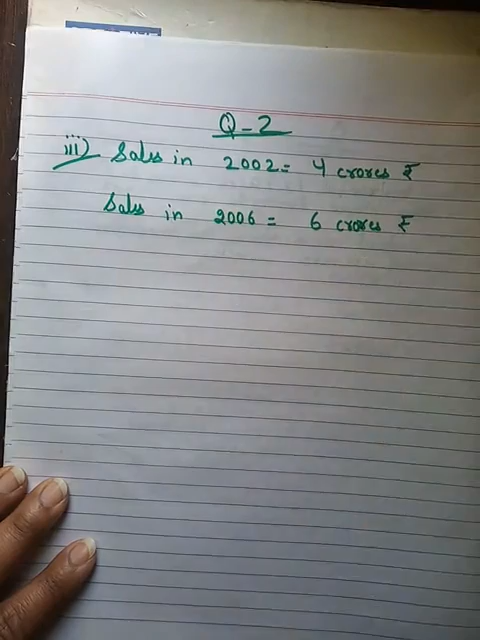 Q-2
iii) Sales in 2002 = 4 crores ₹
Sales in 2006 = 6 crores ₹